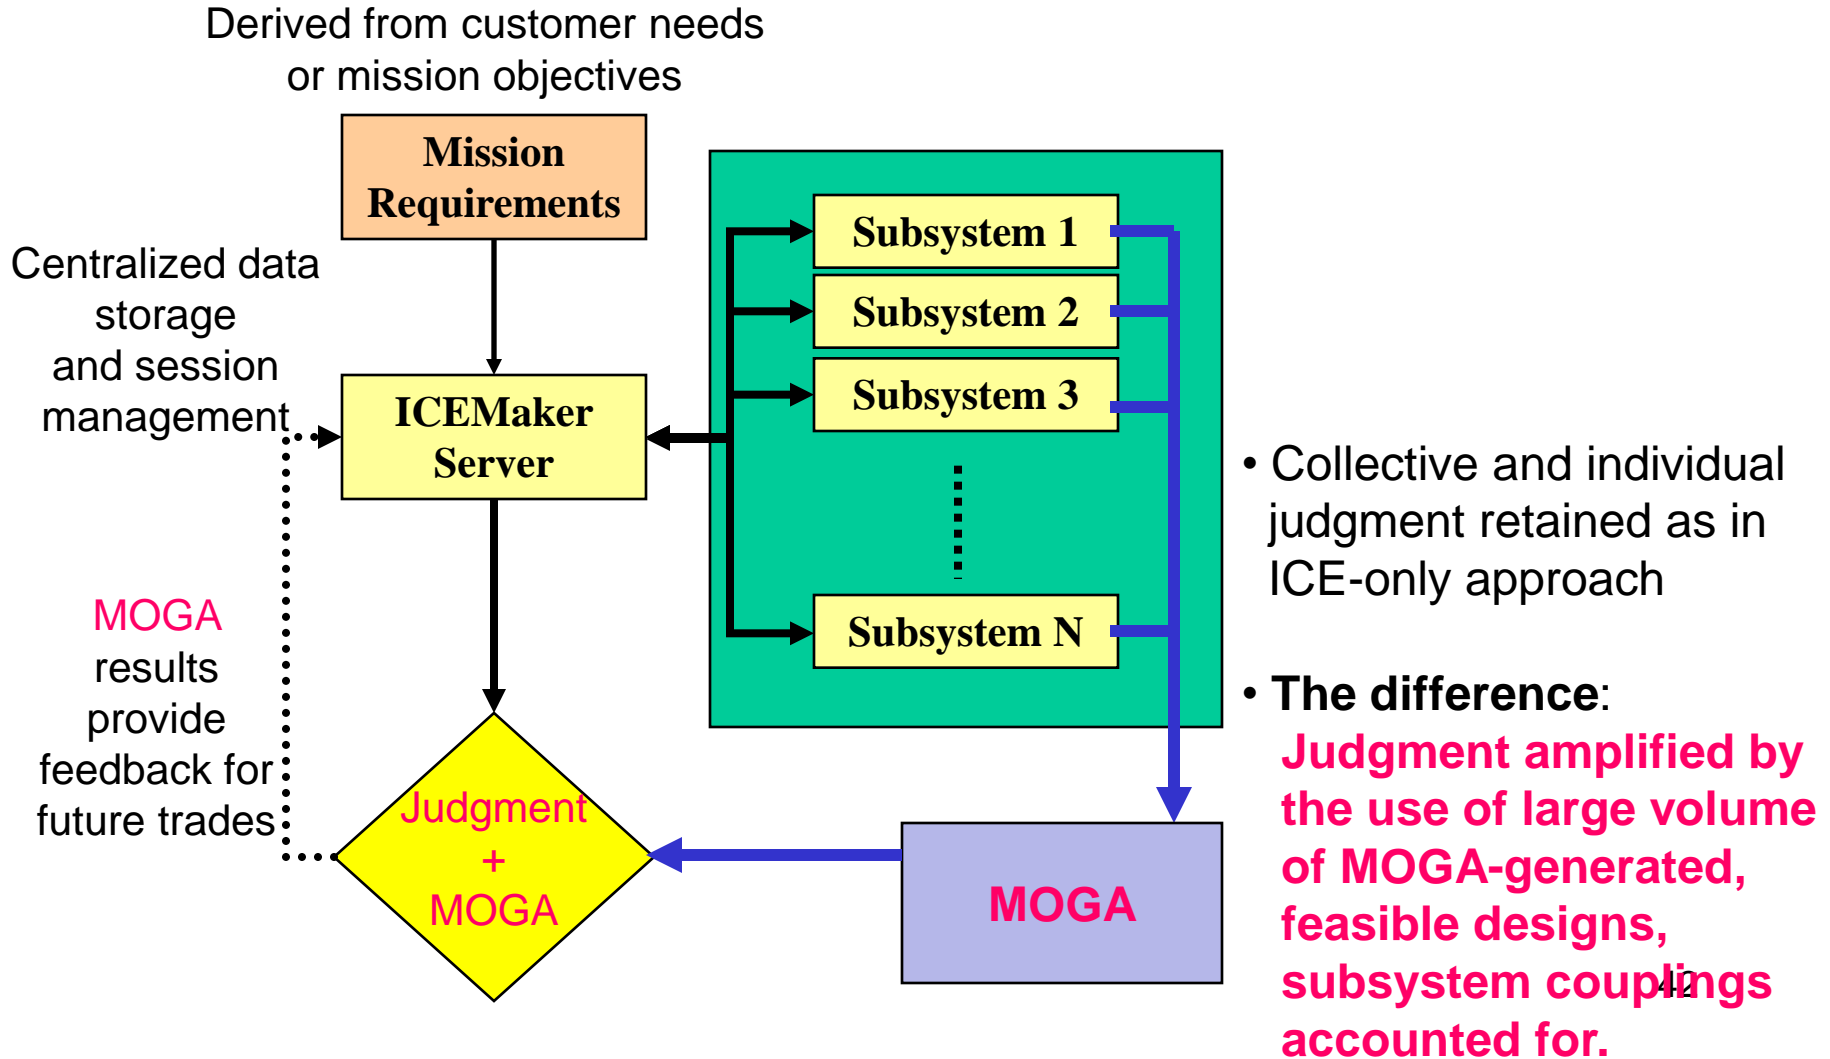 Derived from customer needs
or mission objectives
Mission
Requirements
Centralized data
storage
and session
management
ICEMaker
Server
Subsystem 1
Subsystem 2
Subsystem 3
Subsystem N
MOGA
results
provide
feedback for
future trades
Judgment
+
MOGA
MOGA
• Collective and individual
judgment retained as in
ICE-only approach
• The difference:
Judgment amplified by
the use of large volume
of MOGA-generated,
feasible designs,
subsystem couplings
accounted for.
42